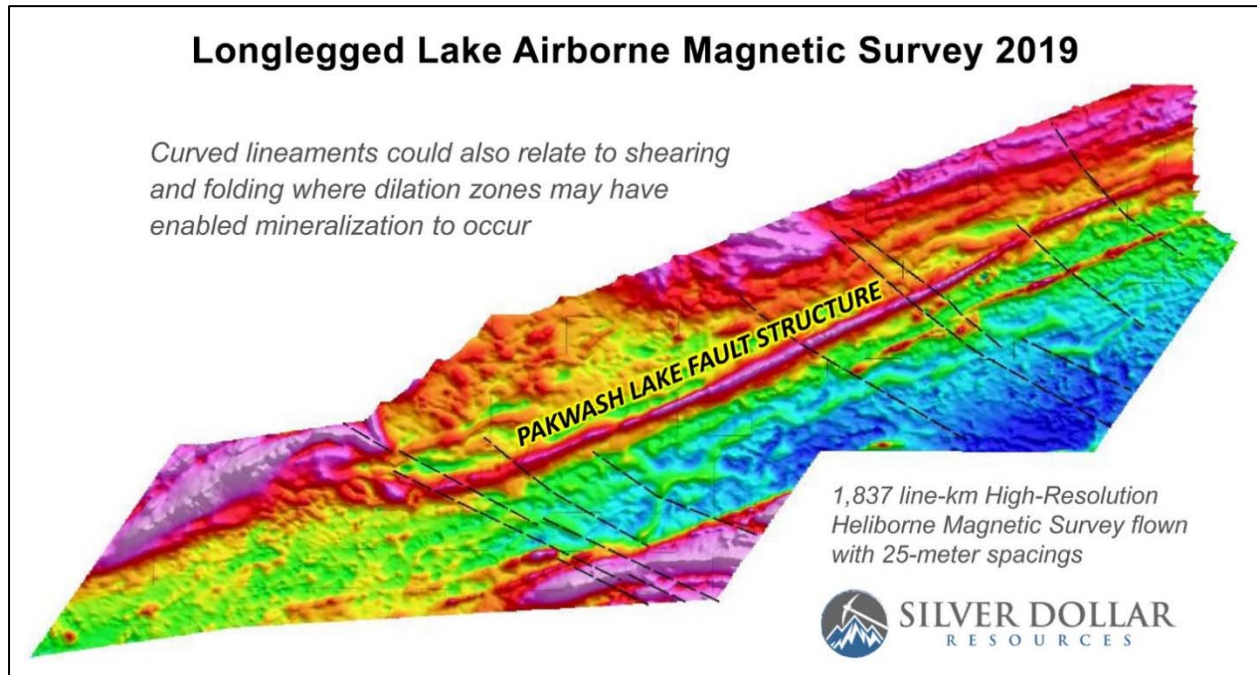 Longlegged Lake Airborne Magnetic Survey 2019
Curved lineaments could also relate to shearing
and folding where dilation zones may have
enabled mineralization to occur
PAKWASH LAKE FAULT STRUCTURE
1,837 line-km High-Resolution
Heliborne Magnetic Survey flown
with 25-meter spacings
SILVER DOLLAR
RESOURCES